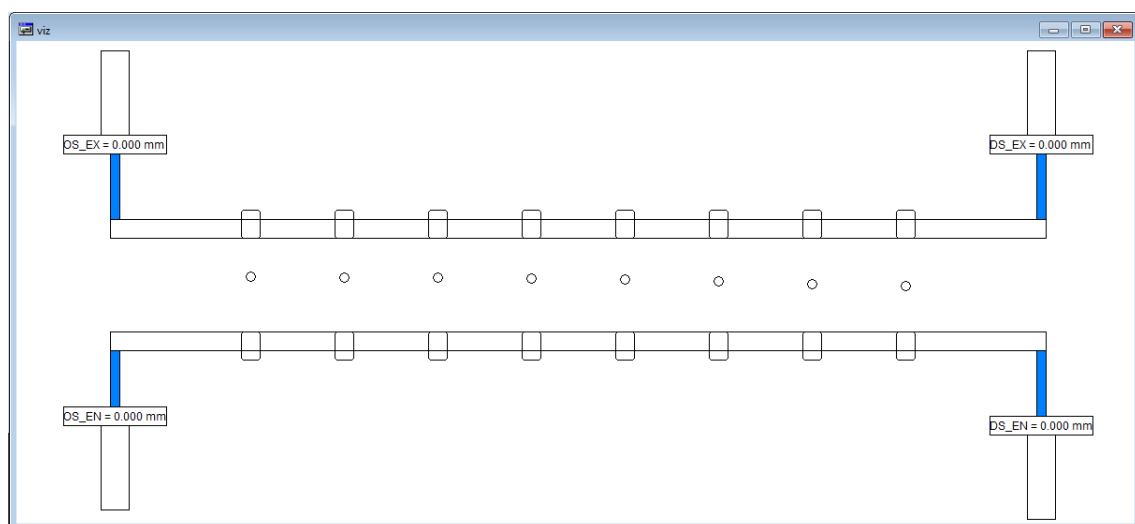 viz
OS_EX = 0.000 mm
DS_EX = 0.000 mm
OS_EN = 0.000 mm
DS_EN = 0.000 mm